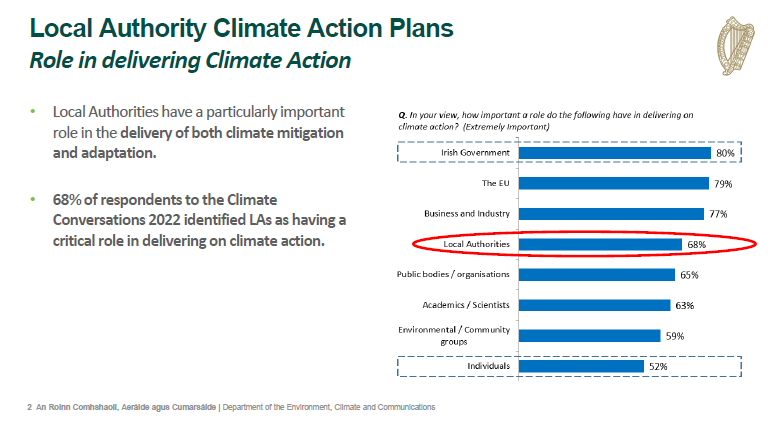 Local Authority Climate Action Plans
Role in delivering Climate Action
• Local Authorities have a particularly important
role in the delivery of both climate mitigation
and adaptation.
• 68% of respondents to the Climate
Conversations 2022 identified LAs as having a
critical role in delivering on climate action.
Q. In your view, how important a role do the following have in delivering on
climate action? (Extremely Important)
Irish Government 80%
The EU 79%
Business and Industry 77%
Local Authorities 68%
Public bodies / organisations 65%
Academics / Scientists 63%
Environmental / Community
groups 59%
Individuals 52%
2 An Roinn Comhshaoil, Aeráide agus Cumarsáide | Department of the Environment, Climate and Communications